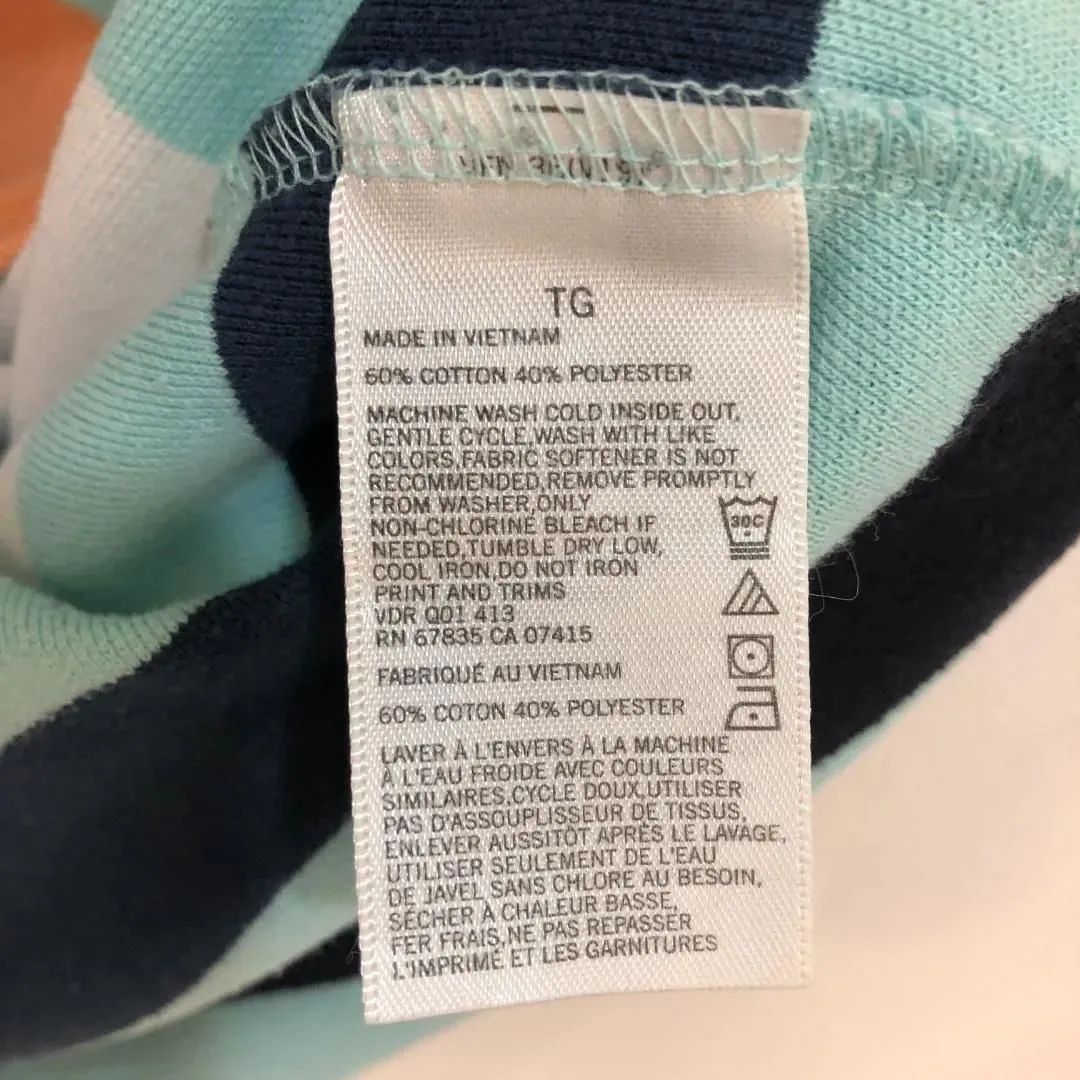 TG
MADE IN VIETNAM
60% COTTON 40% POLYESTER
MACHINE WASH COLD INSIDE OUT,
GENTLE CYCLE,WASH WITH LIKE
COLORS,FABRIC SOFTENER IS NOT
RECOMMENDED,REMOVE PROMPTLY
FROM WASHER,ONLY
NON-CHLORINE BLEACH IF
NEEDED,TUMBLE DRY LOW,
COOL IRON,DO NOT IRON
PRINT AND TRIMS
VDR Q01 413
RN 67835 CA 07415
30C
FABRIQUÉ AU VIETNAM
60% COTON 40% POLYESTER
LAVER À L'ENVERS À LA MACHINE
À L'EAU FROIDE AVEC COULEURS
SIMILAIRES,CYCLE DOUX,UTILISER
PAS D'ASSOUPLISSEUR DE TISSUS,
ENLEVER AUSSITÔT APRÈS LE LAVAGE,
UTILISER SEULEMENT DE L'EAU
DE JAVEL SANS CHLORE AU BESOIN,
SÉCHER À CHALEUR BASSE,
FER FRAIS,NE PAS REPASSER
L'IMPRIMÉ ET LES GARNITURES